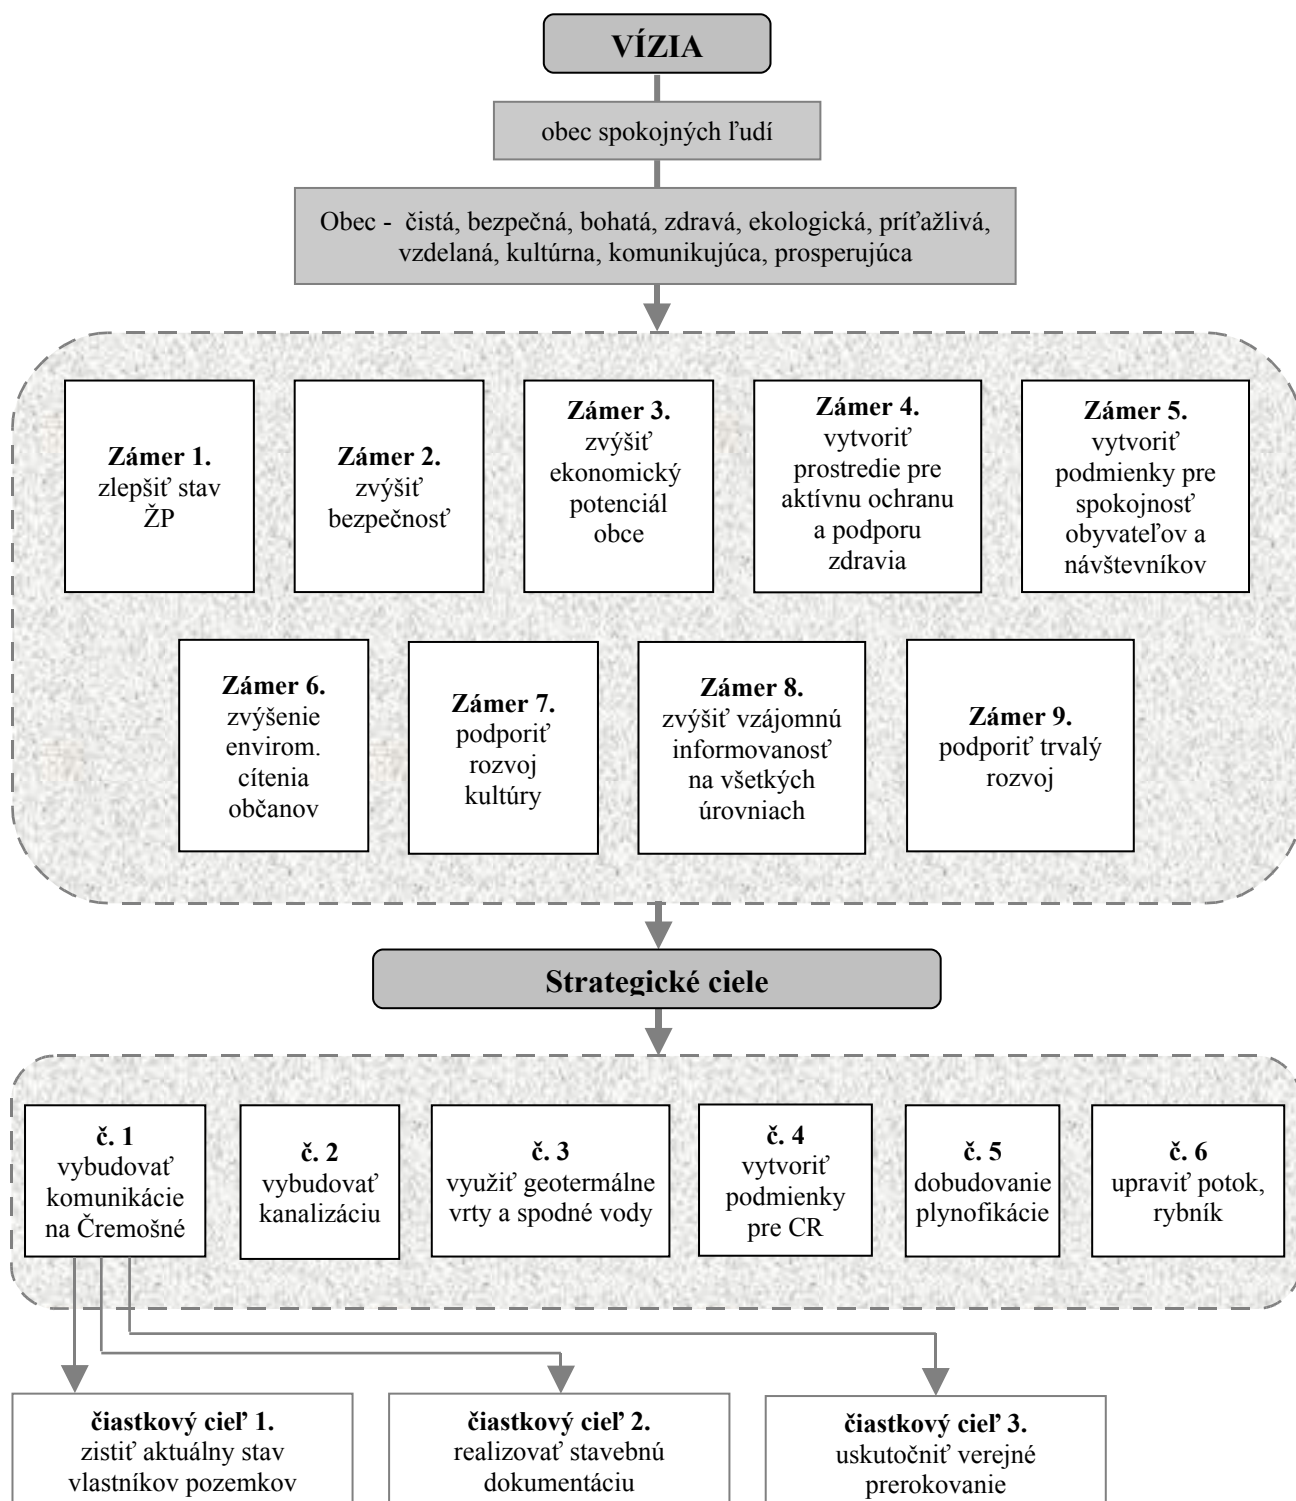 VÍZIA
obec spokojných ľudí
Obec - čistá, bezpečná, bohatá, zdravá, ekologická, príťažlivá,
vzdelaná, kultúrna, komunikujúca, prosperujúca
Zámer 1.
zlepšiť stav
ŽP
Zámer 2.
zvýšiť
bezpečnosť
Zámer 3.
zvýšiť
ekonomický
potenciál
obce
Zámer 4.
vytvoriť
prostredie pre
aktívnu ochranu
a podporu
zdravia
Zámer 5.
vytvoriť
podmienky pre
spokojnosť
obyvateľov a
návštevníkov
Zámer 6.
zvýšenie
envirom.
cítenia
občanov
Zámer 7.
podporiť
rozvoj
kultúry
Zámer 8.
zvýšiť vzájomnú
informovanosť
na všetkých
úrovniach
Zámer 9.
podporiť trvalý
rozvoj
Strategické ciele
č. 1
vybudovať
komunikácie
na Čremošné
č. 2
vybudovať
kanalizáciu
č. 3
využiť geotermálne
vrty a spodné vody
č. 4
vytvoriť
podmienky
pre CR
č. 5
dobudovanie
plynofikácie
č. 6
upraviť potok,
rybník
čiastkový cieľ 1.
zistiť aktuálny stav
vlastníkov pozemkov
čiastkový cieľ 2.
realizovať stavebnú
dokumentáciu
čiastkový cieľ 3.
uskutočniť verejné
prerokovanie